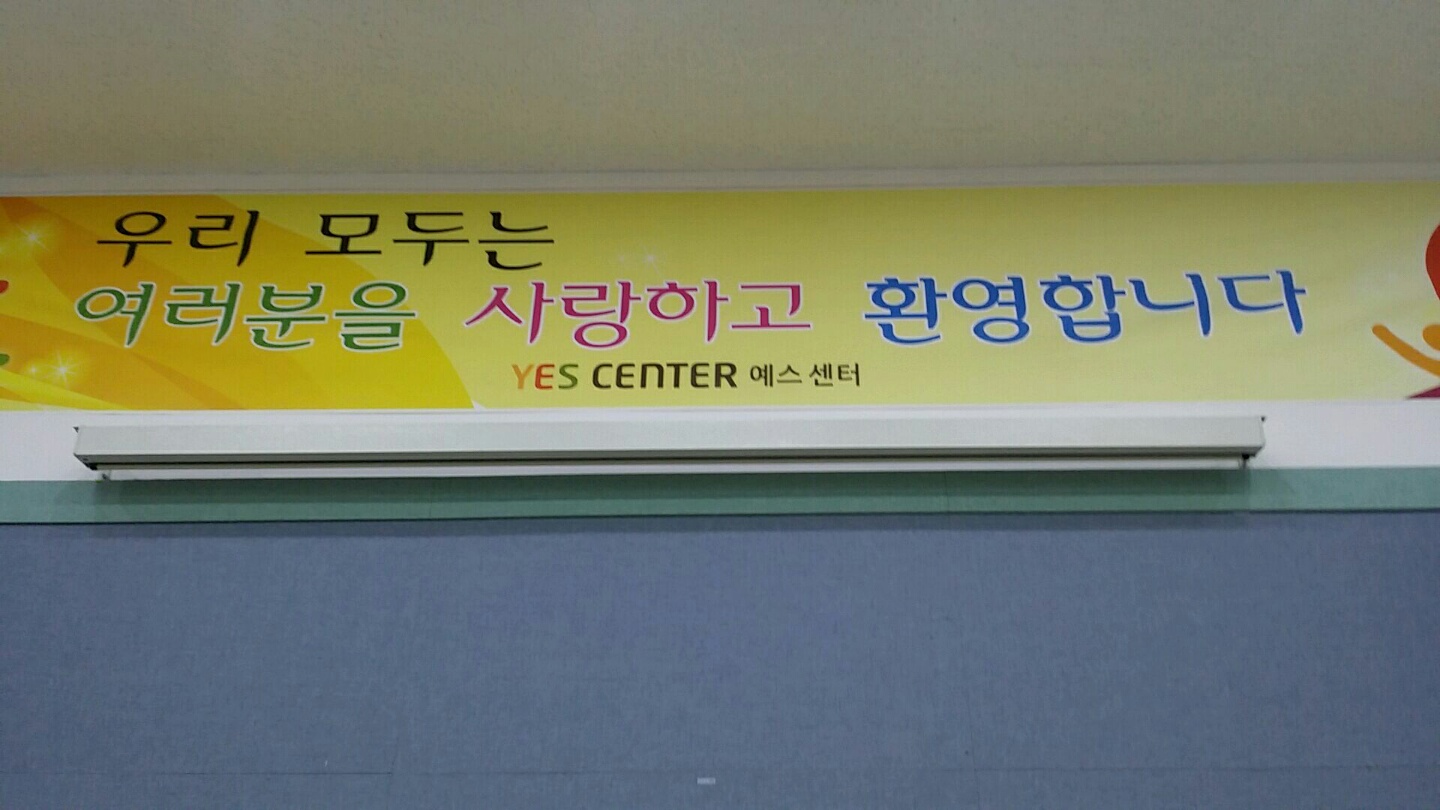 우리 모두는
여러분을 사랑하고 환영합니다
YES CENTER 예스 센터